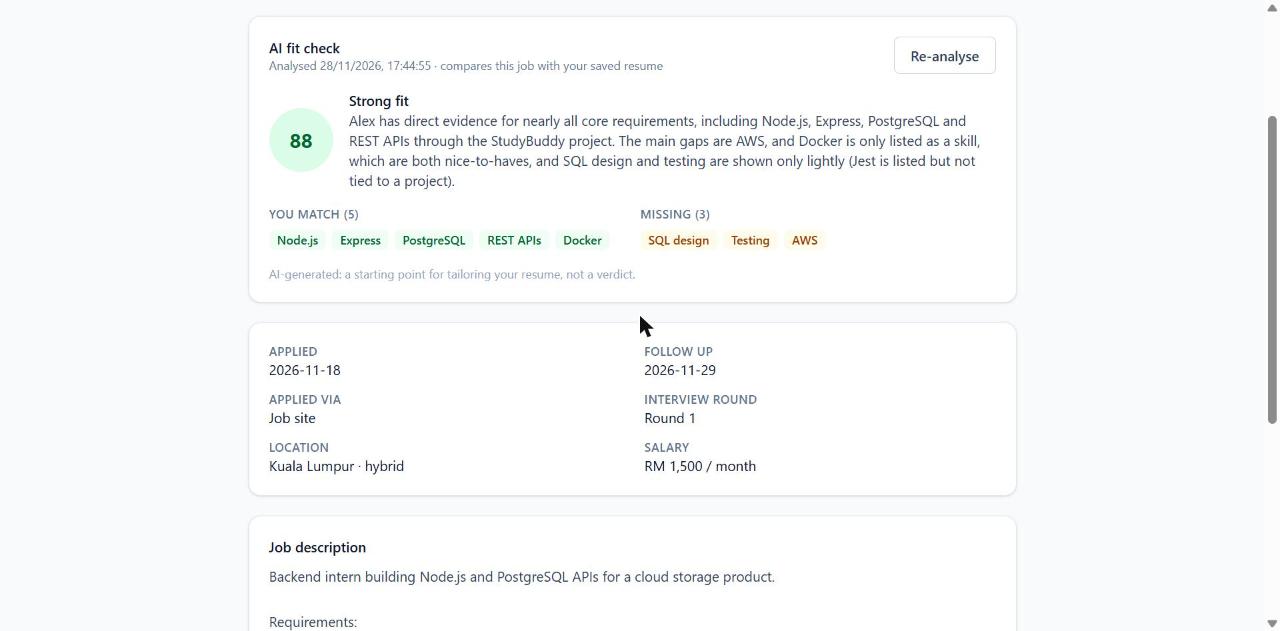 AI fit check
Analysed 28/11/2026, 17:44:55 · compares this job with your saved resume
Re-analyse
88
Strong fit
Alex has direct evidence for nearly all core requirements, including Node.js, Express, PostgreSQL and
REST APIs through the StudyBuddy project. The main gaps are AWS, and Docker is only listed as a skill,
which are both nice-to-haves, and SQL design and testing are shown only lightly (Jest is listed but not
tied to a project).
YOU MATCH (5)
Node.js Express PostgreSQL REST APIs Docker
MISSING (3)
SQL design Testing AWS
AI-generated: a starting point for tailoring your resume, not a verdict.
APPLIED
2026-11-18
FOLLOW UP
2026-11-29
APPLIED VIA
Job site
INTERVIEW ROUND
Round 1
LOCATION
Kuala Lumpur · hybrid
SALARY
RM 1,500 / month
Job description
Backend intern building Node.js and PostgreSQL APIs for a cloud storage product.
Requirements: